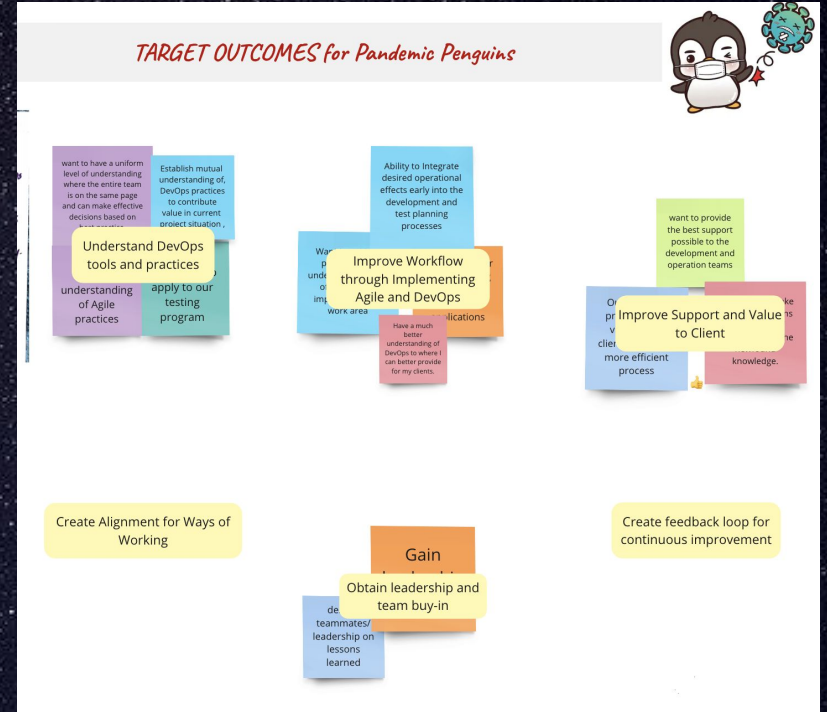 TARGET OUTCOMES for Pandemic Penguins
want to have a uniform
level of understanding
where the entire team
is on the same page
and can make effective
decisions based on
Establish mutual
understanding of,
DevOps practices
to contribute
value in current
project situation ,
Understand DevOps
tools and practices
understanding
of Agile
practices
apply to our
testing
program
Ability to Integrate
desired operational
effects early into the
development and
test planning
processes
Improve Workflow
through Implementing
Agile and DevOps
work area
Have a much
better
understanding of
DevOps to where I
can better provide
for my clients.
want to provide
the best support
possible to the
development and
operation teams
Improve Support and Value
to Client
more efficient
process
knowledge.
Create Alignment for Ways of
Working
Gain
Obtain leadership and
team buy-in
teammates/
leadership on
lessons
learned
Create feedback loop for
continuous improvement